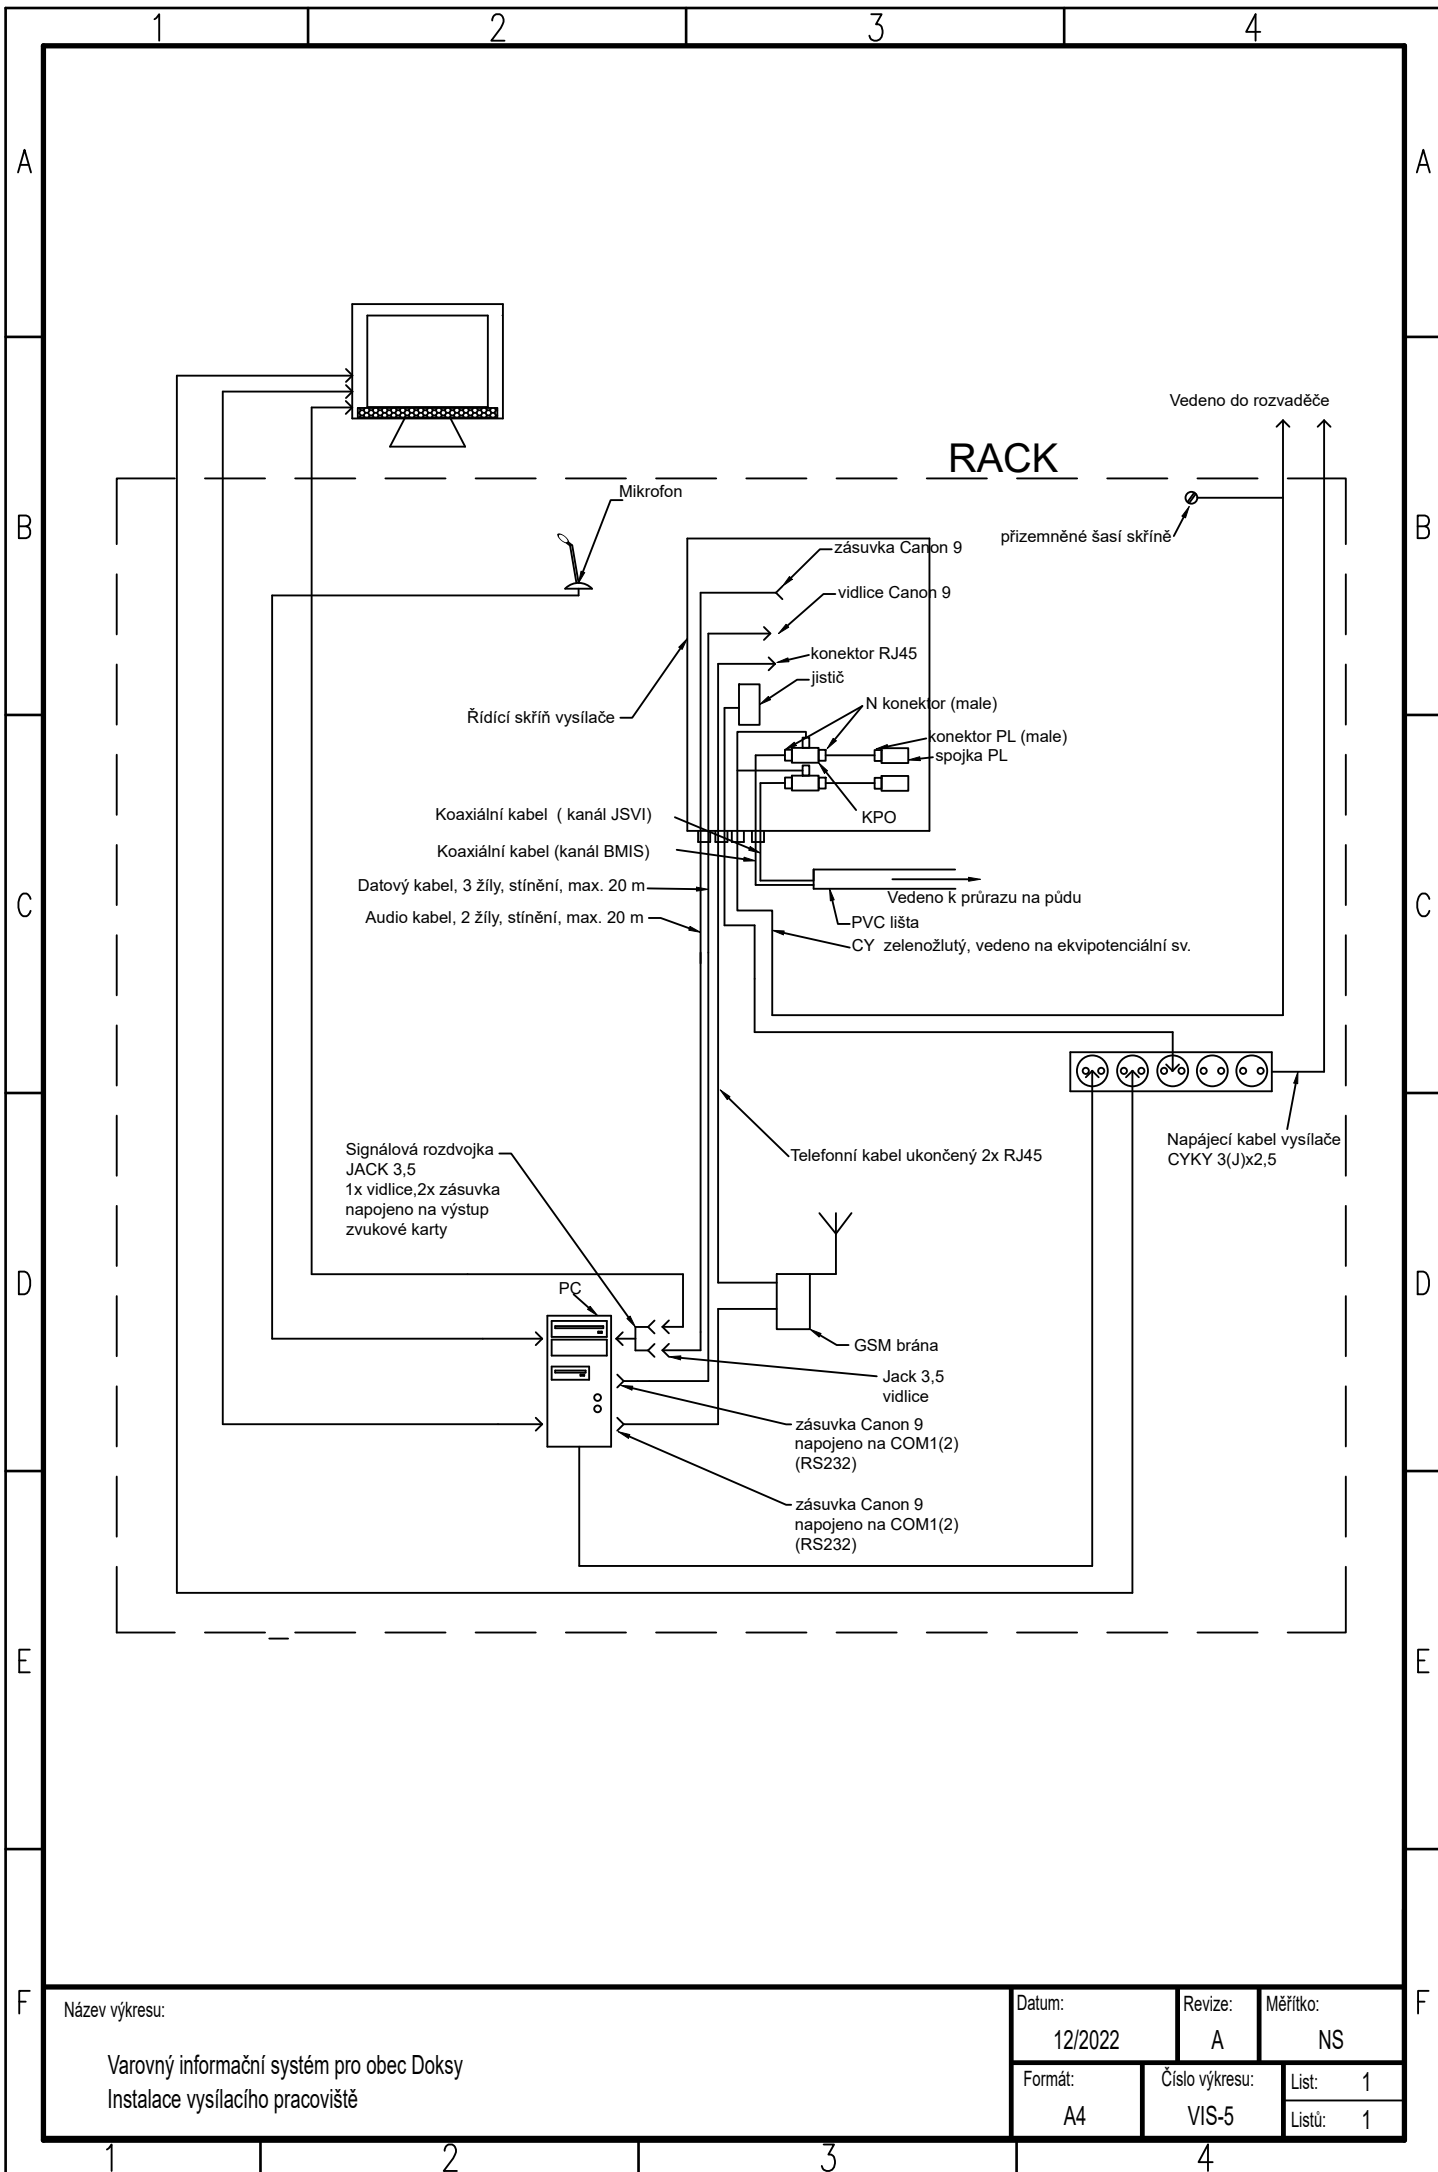 1 2 3 4
A A
Vedeno do rozvaděče
RACK
Mikrofon
B B
přizemněné šasí skříně
zásuvka Canon 9
vidlice Canon 9
konektor RJ45
jistič
N konektor (male)
Řídící skříň vysílače
konektor PL (male)
spojka PL
Koaxiální kabel ( kanál JSVI)
KPO
Koaxiální kabel (kanál BMIS)
Datový kabel, 3 žíly, stínění, max. 20 m
Vedeno k průrazu na půdu
C C
Audio kabel, 2 žíly, stínění, max. 20 m
PVC lišta
CY zelenožlutý, vedeno na ekvipotenciální sv.
Napájecí kabel vysílače
CYKY 3(J)x2,5
Signálová rozdvojka
JACK 3,5
1x vidlice,2x zásuvka
napojeno na výstup
zvukové karty
Telefonní kabel ukončený 2x RJ45
D D
PC
GSM brána
Jack 3,5
vidlice
zásuvka Canon 9
napojeno na COM1(2)
(RS232)
zásuvka Canon 9
napojeno na COM1(2)
(RS232)
E E
F F
Název výkresu:
Varovný informační systém pro obec Doksy
Instalace vysílacího pracoviště
Datum:
12/2022
Revize:
A
Měřítko:
NS
Formát:
A4
Číslo výkresu:
VIS-5
List: 1
Listů: 1
1 2 3 4